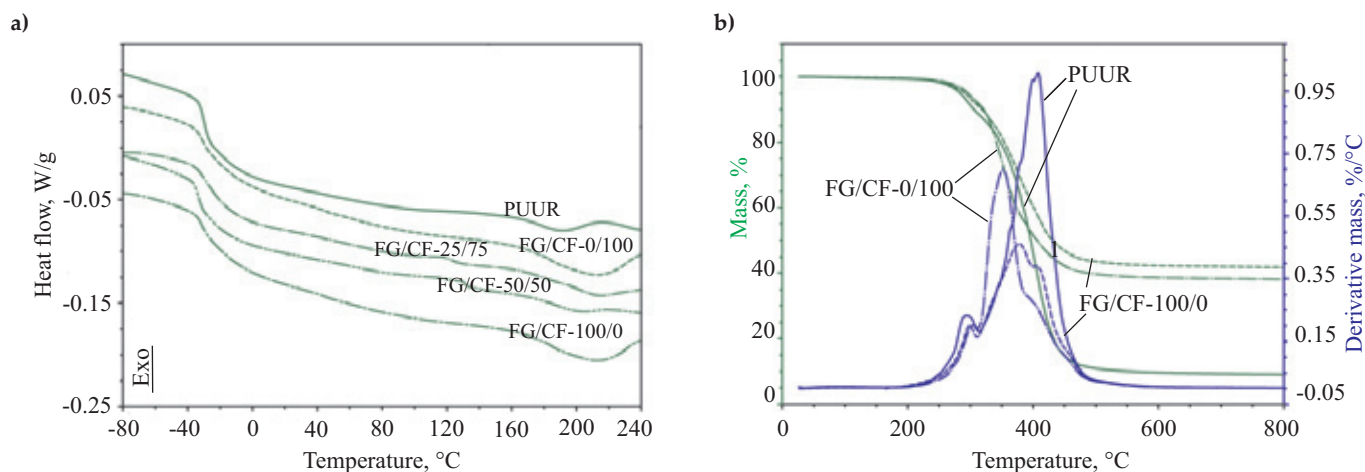 a)
Heat flow, W/g
0.05
-0.05
-0.15
-0.25
PUUR
FG/CF-0/100
FG/CF-25/75
FG/CF-50/50
FG/CF-100/0
Exo
-80 -40 0 40 80 120 160 200 240
Temperature, °C
b)
Mass, %
100
80
60
40
20
0
PUUR
FG/CF-0/100
1
FG/CF-100/0
0.95
0.75
0.55
0.35
0.15
-0.05
Derivative mass, %/°C
0 200 400 600 800
Temperature, °C